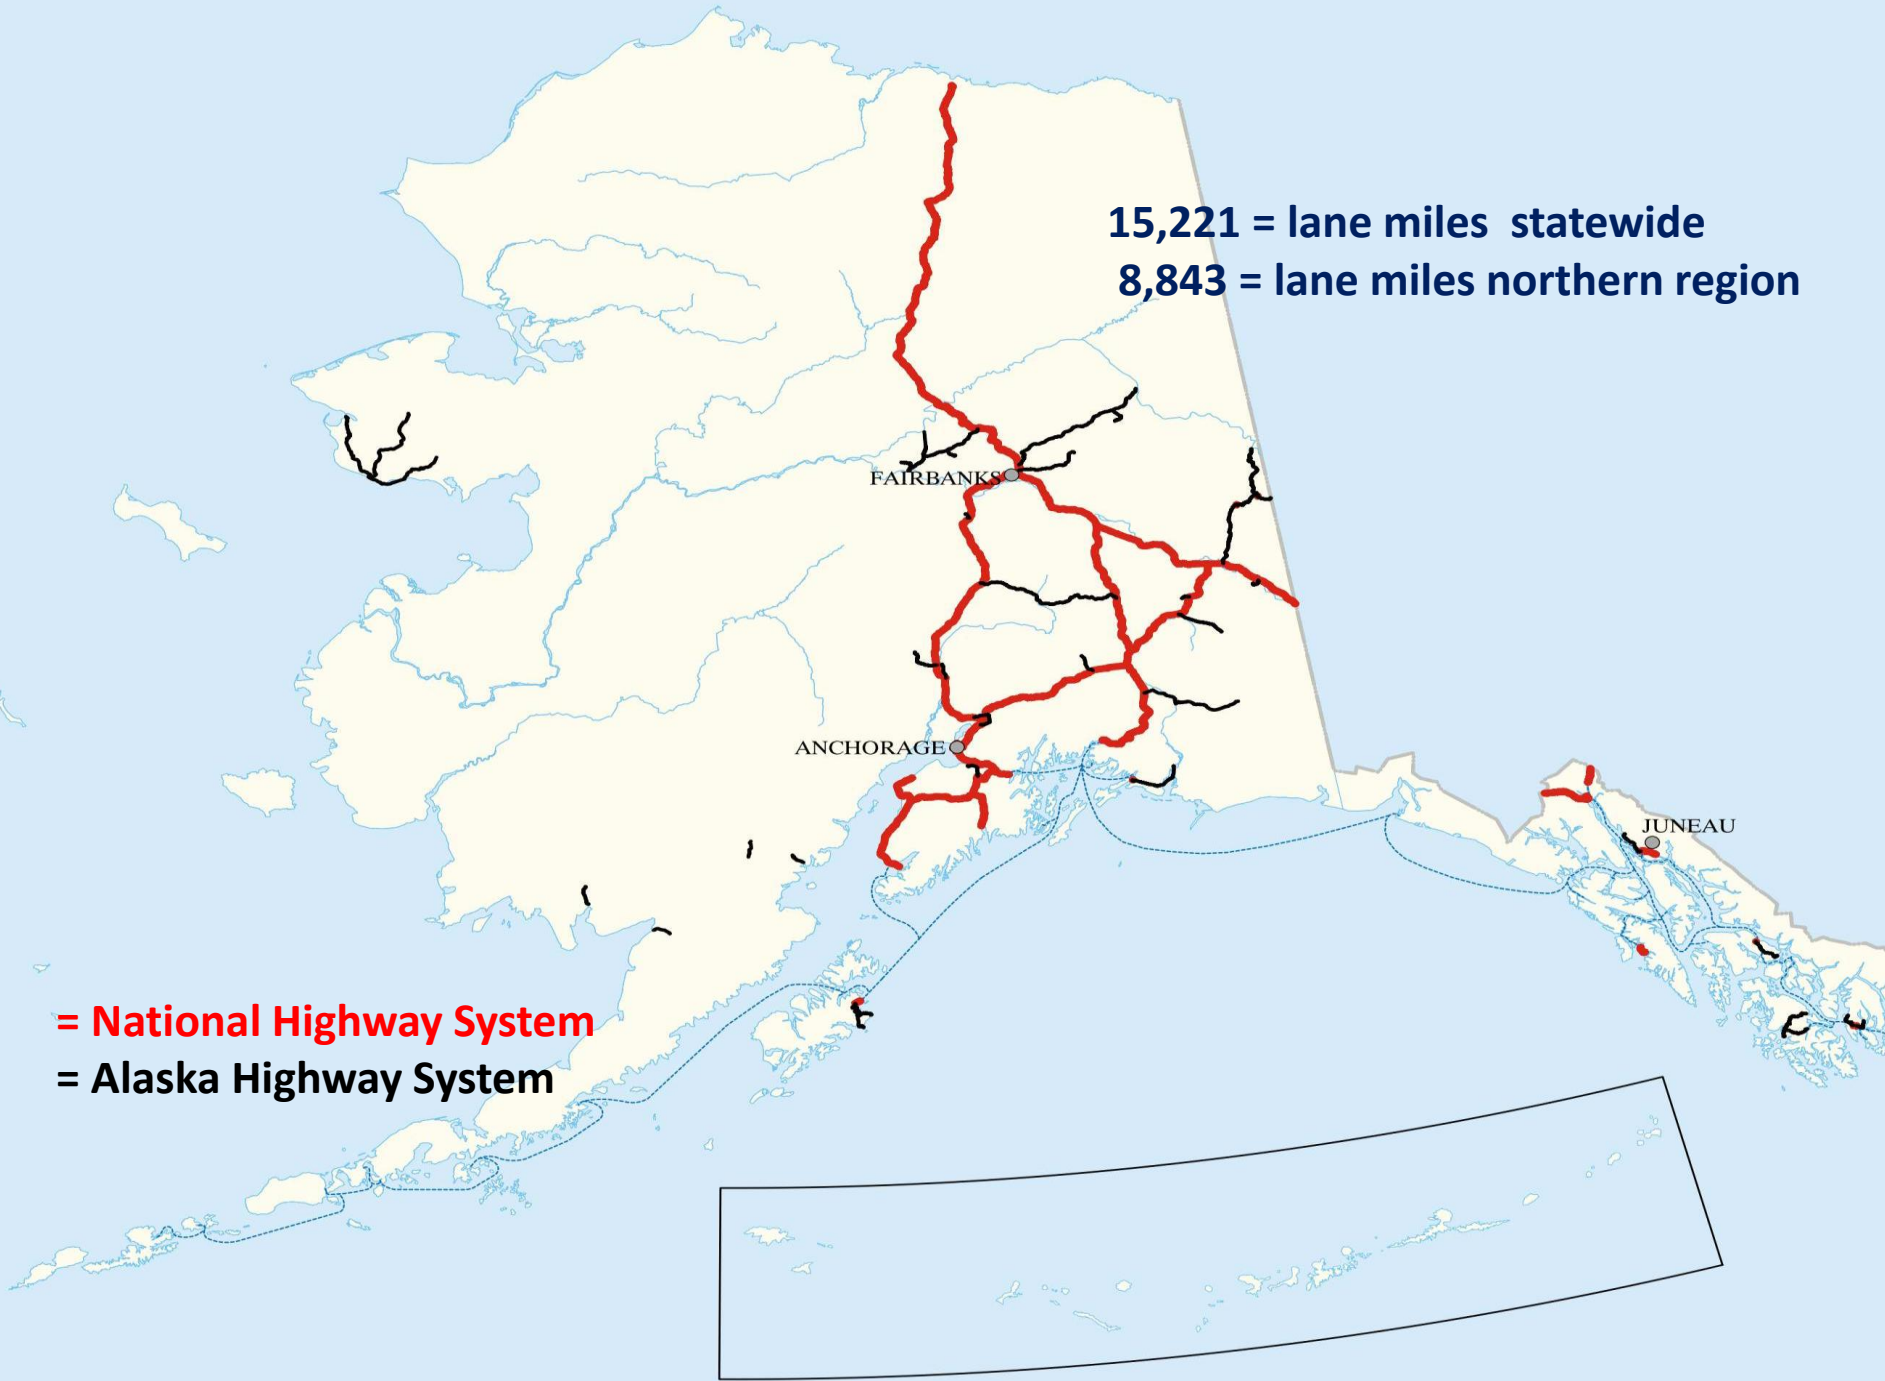 15,221 = lane miles statewide
8,843 = lane miles northern region
FAIRBANKS
ANCHORAGE
JUNEAU
= National Highway System
= Alaska Highway System